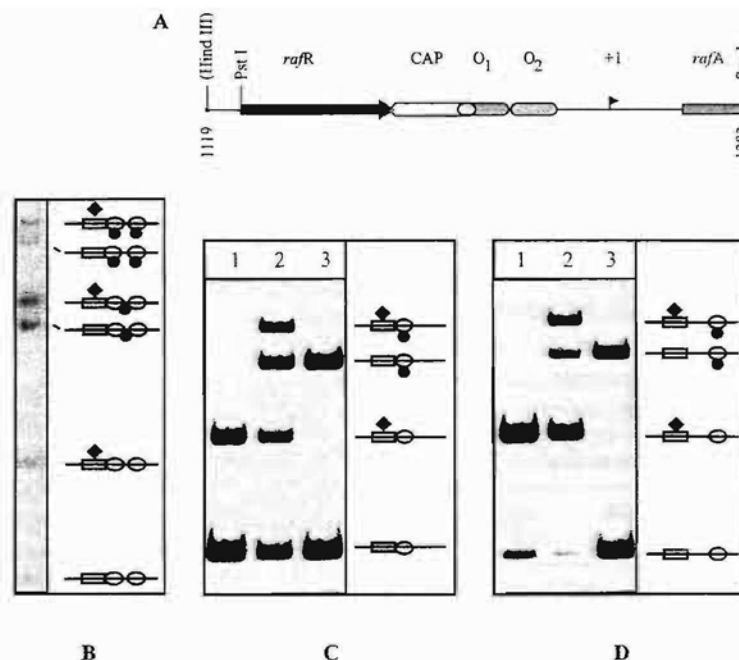 A
(Hind III)
Pst I
rafR
CAP
O1
O2
+1
rafA
1119
1 2 3
1 2 3
B
C
D